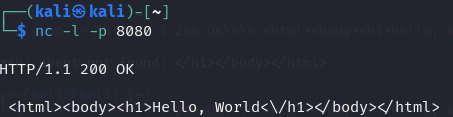 ┌──(kali㉿kali)-[~]
└─$ nc -l -p 8080
HTTP/1.1 200 OK
<html><body><h1>Hello, World<\/h1></body></html>